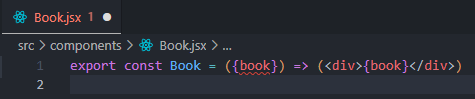 Book.jsx 1
src > components > Book.jsx > ...
1 export const Book = ({book}) => (<div>{book}</div>)
2